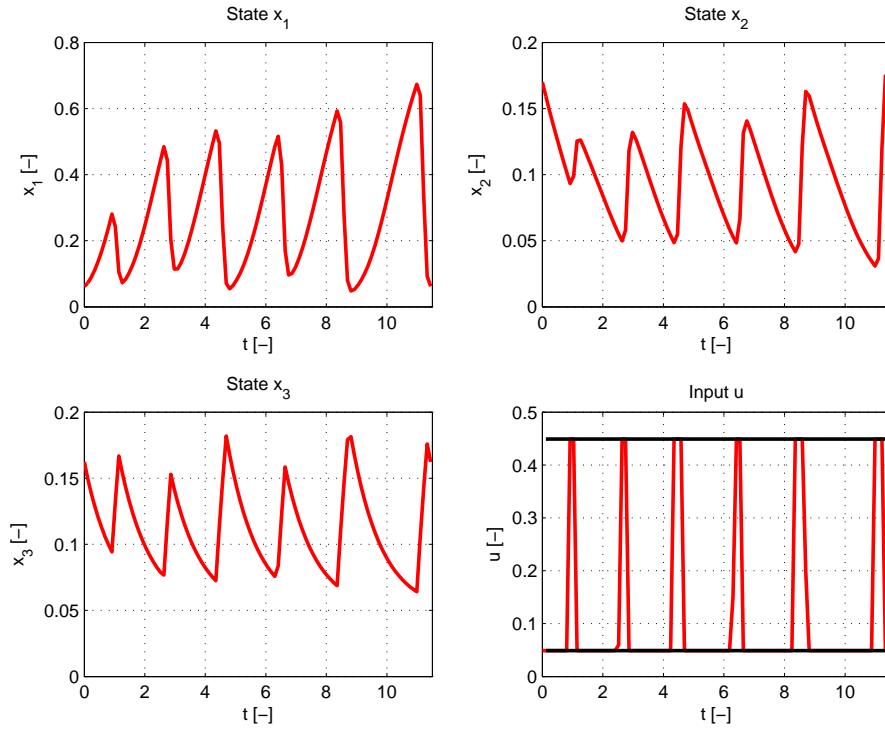 State x1
State x2
0.8
0.6
0.4
0.2
0
x1 [–]
0 2 4 6 8 10
t [–]
0.2
0.15
0.1
0.05
0
x2 [–]
0 2 4 6 8 10
t [–]
State x3
Input u
0.2
0.15
0.1
0.05
0
x3 [–]
0 2 4 6 8 10
t [–]
0.5
0.4
0.3
0.2
0.1
0
u [–]
0 2 4 6 8 10
t [–]